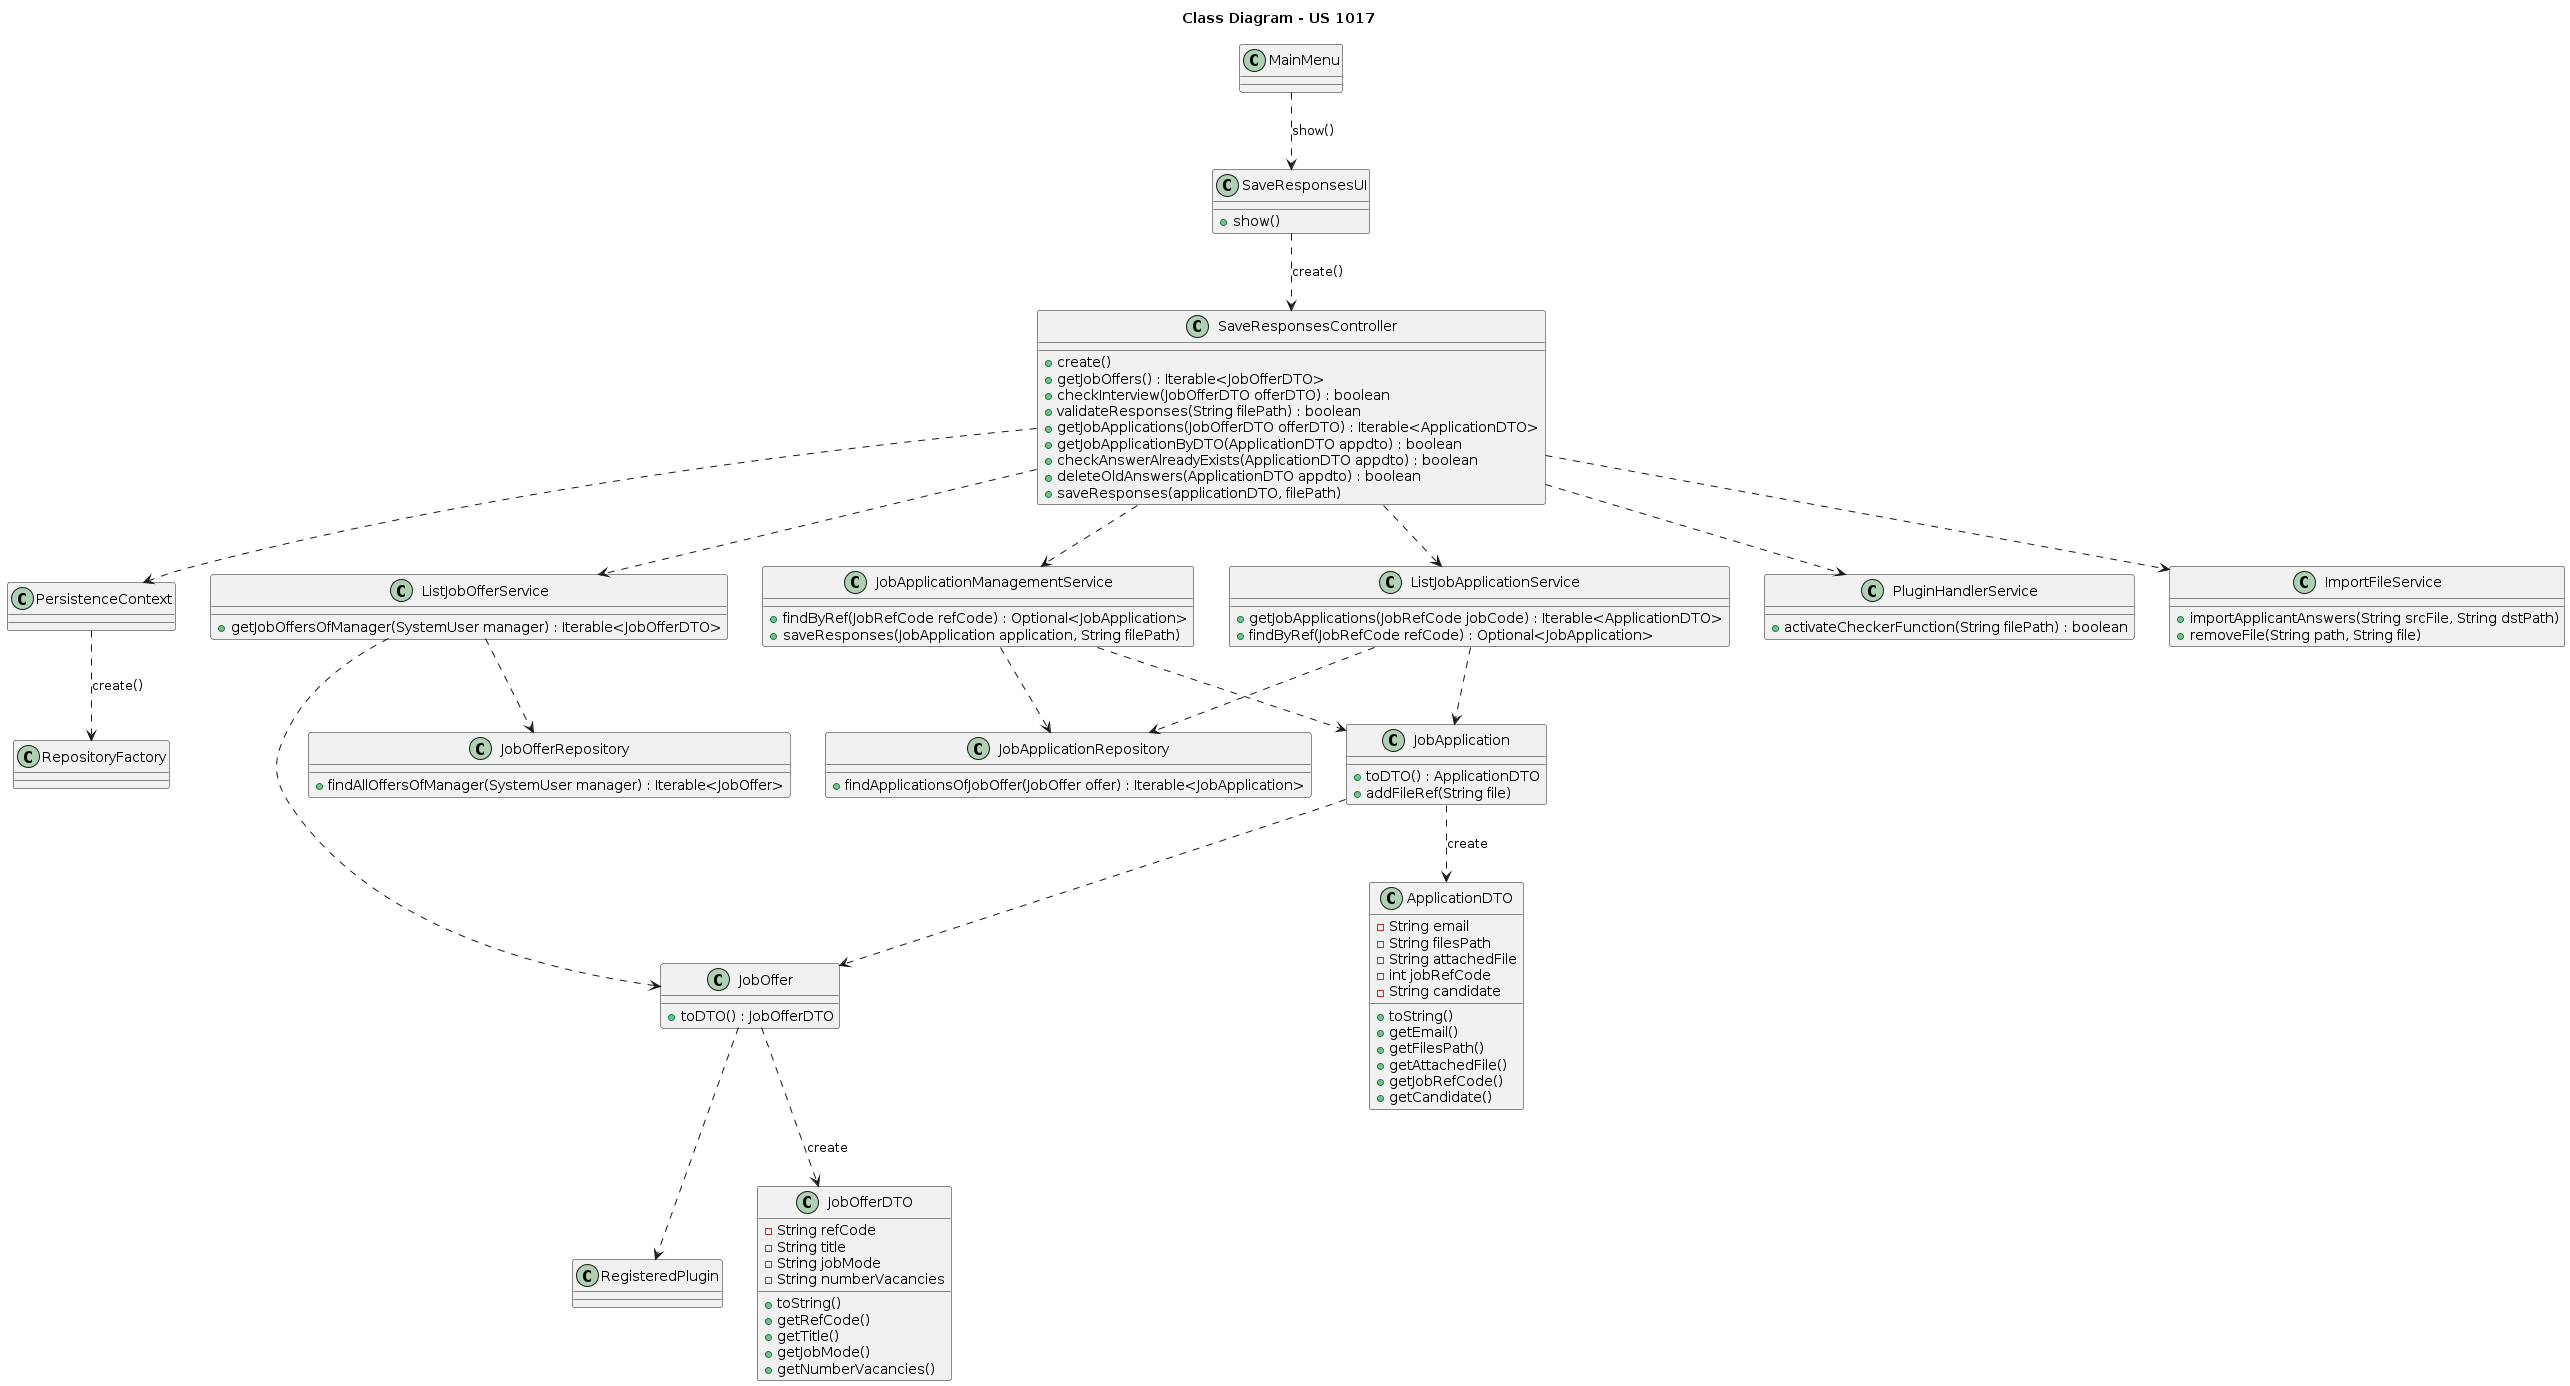 Class Diagram - US 1017
C MainMenu
show()
C SaveResponsesUI
show()
create()
C SaveResponsesController
create()
getJobOffers() : Iterable<JobOfferDTO>
checkInterview(JobOfferDTO offerDTO) : boolean
validateResponses(String filePath) : boolean
getJobApplications(JobOfferDTO offerDTO) : Iterable<ApplicationDTO>
getJobApplicationByDTO(ApplicationDTO appdto) : boolean
checkAnswerAlreadyExists(ApplicationDTO appdto) : boolean
deleteOldAnswers(ApplicationDTO appdto) : boolean
saveResponses(applicationDTO, filePath)
C PersistenceContext
C ListJobOfferService
getJobOffersOfManager(SystemUser manager) : Iterable<JobOfferDTO>
C JobApplicationManagementService
findByRef(JobRefCode refCode) : Optional<JobApplication>
saveResponses(JobApplication application, String filePath)
C ListJobApplicationService
getJobApplications(JobRefCode jobCode) : Iterable<ApplicationDTO>
findByRef(JobRefCode refCode) : Optional<JobApplication>
C PluginHandlerService
activateCheckerFunction(String filePath) : boolean
C ImportFileService
importApplicantAnswers(String srcFile, String dstPath)
removeFile(String path, String file)
create()
C RepositoryFactory
C JobOfferRepository
findAllOffersOfManager(SystemUser manager) : Iterable<JobOffer>
C JobApplicationRepository
findApplicationsOfJobOffer(JobOffer offer) : Iterable<JobApplication>
C JobApplication
toDTO() : ApplicationDTO
addFileRef(String file)
create
C ApplicationDTO
String email
String filesPath
String attachedFile
int jobRefCode
String candidate
toString()
getEmail()
getFilesPath()
getAttachedFile()
getJobRefCode()
getCandidate()
C JobOffer
toDTO() : JobOfferDTO
create
C RegisteredPlugin
C JobOfferDTO
String refCode
String title
String jobMode
String numberVacancies
toString()
getRefCode()
getTitle()
getJobMode()
getNumberVacancies()